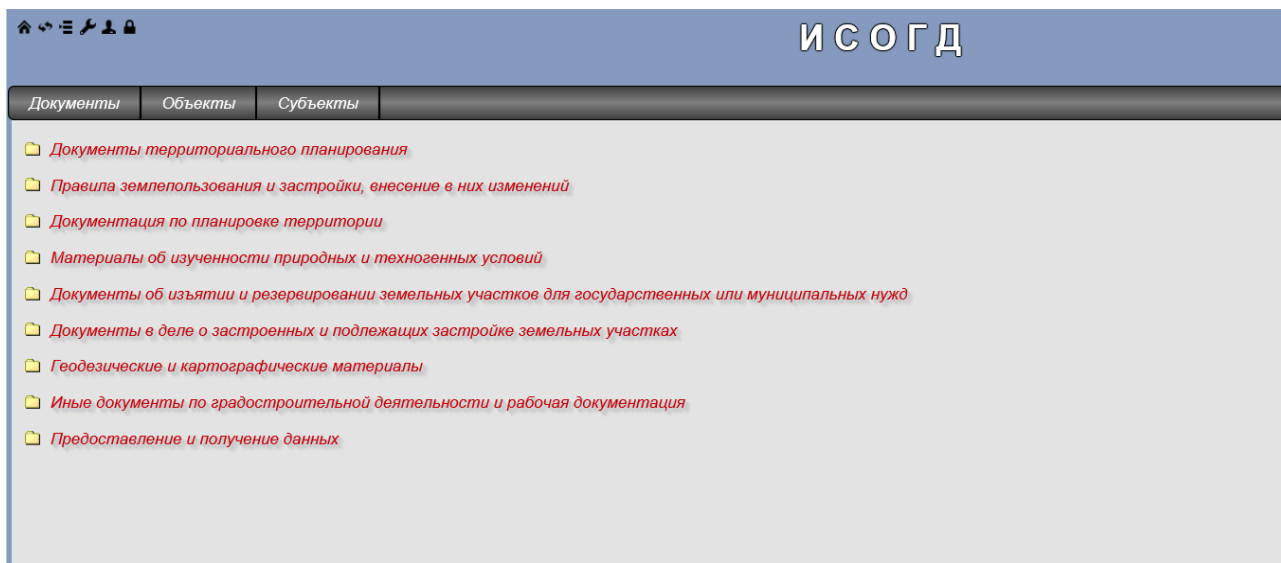 ИСОГД
Документы Объекты Субъекты
Документы территориального планирования
Правила землепользования и застройки, внесение в них изменений
Документация по планировке территории
Материалы об изученности природных и техногенных условий
Документы об изъятии и резервировании земельных участков для государственных или муниципальных нужд
Документы в деле о застроенных и подлежащих застройке земельных участках
Геодезические и картографические материалы
Иные документы по градостроительной деятельности и рабочая документация
Предоставление и получение данных